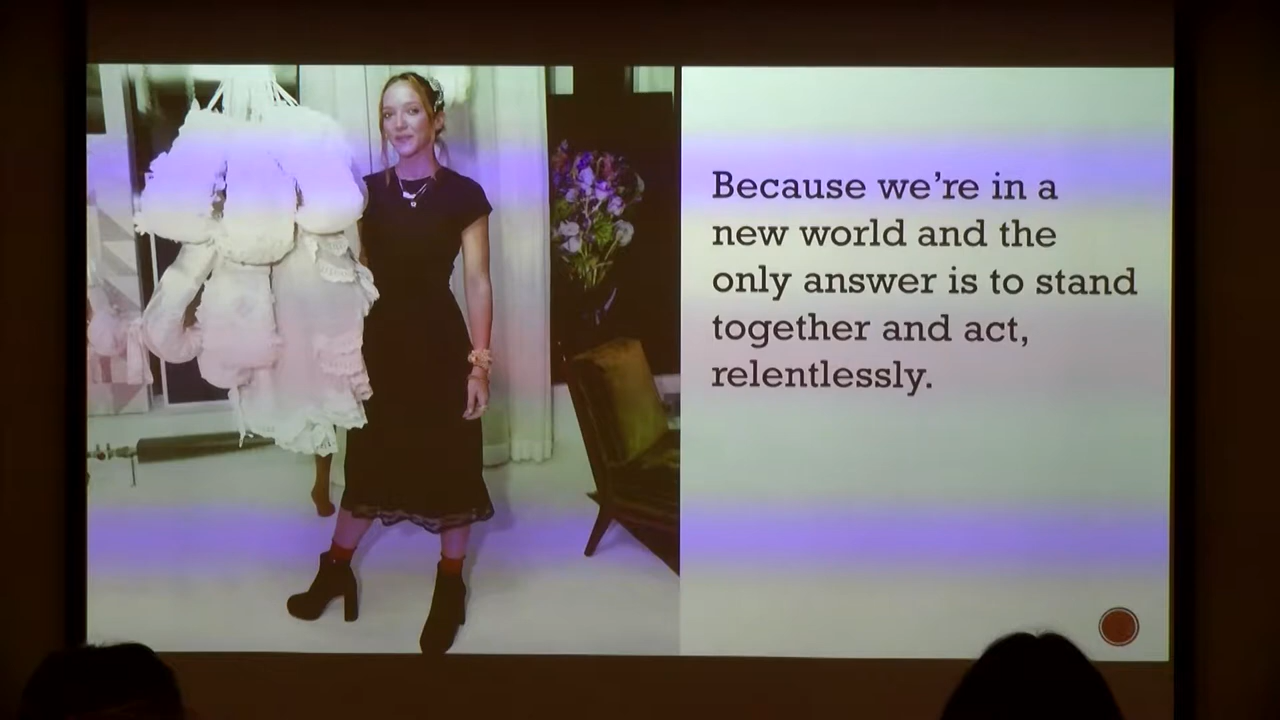 Because we’re in a
new world and the
only answer is to stand
together and act,
relentlessly.